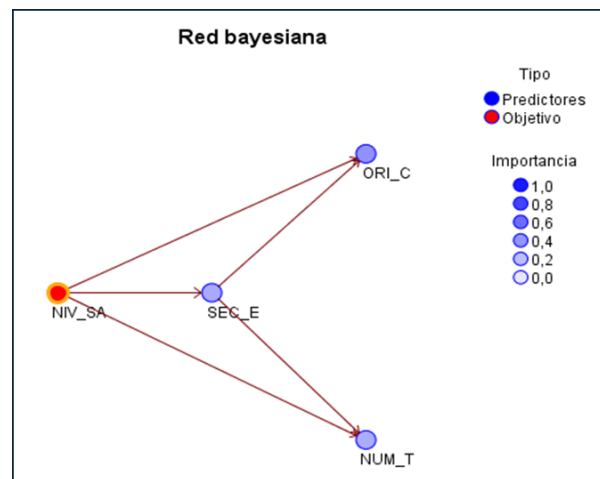 Red bayesiana
Tipo
Predictores
Objetivo
Importancia
1,0
0,8
0,6
0,4
0,2
0,0
ORI_C
NIV_SA
SEC_E
NUM_T